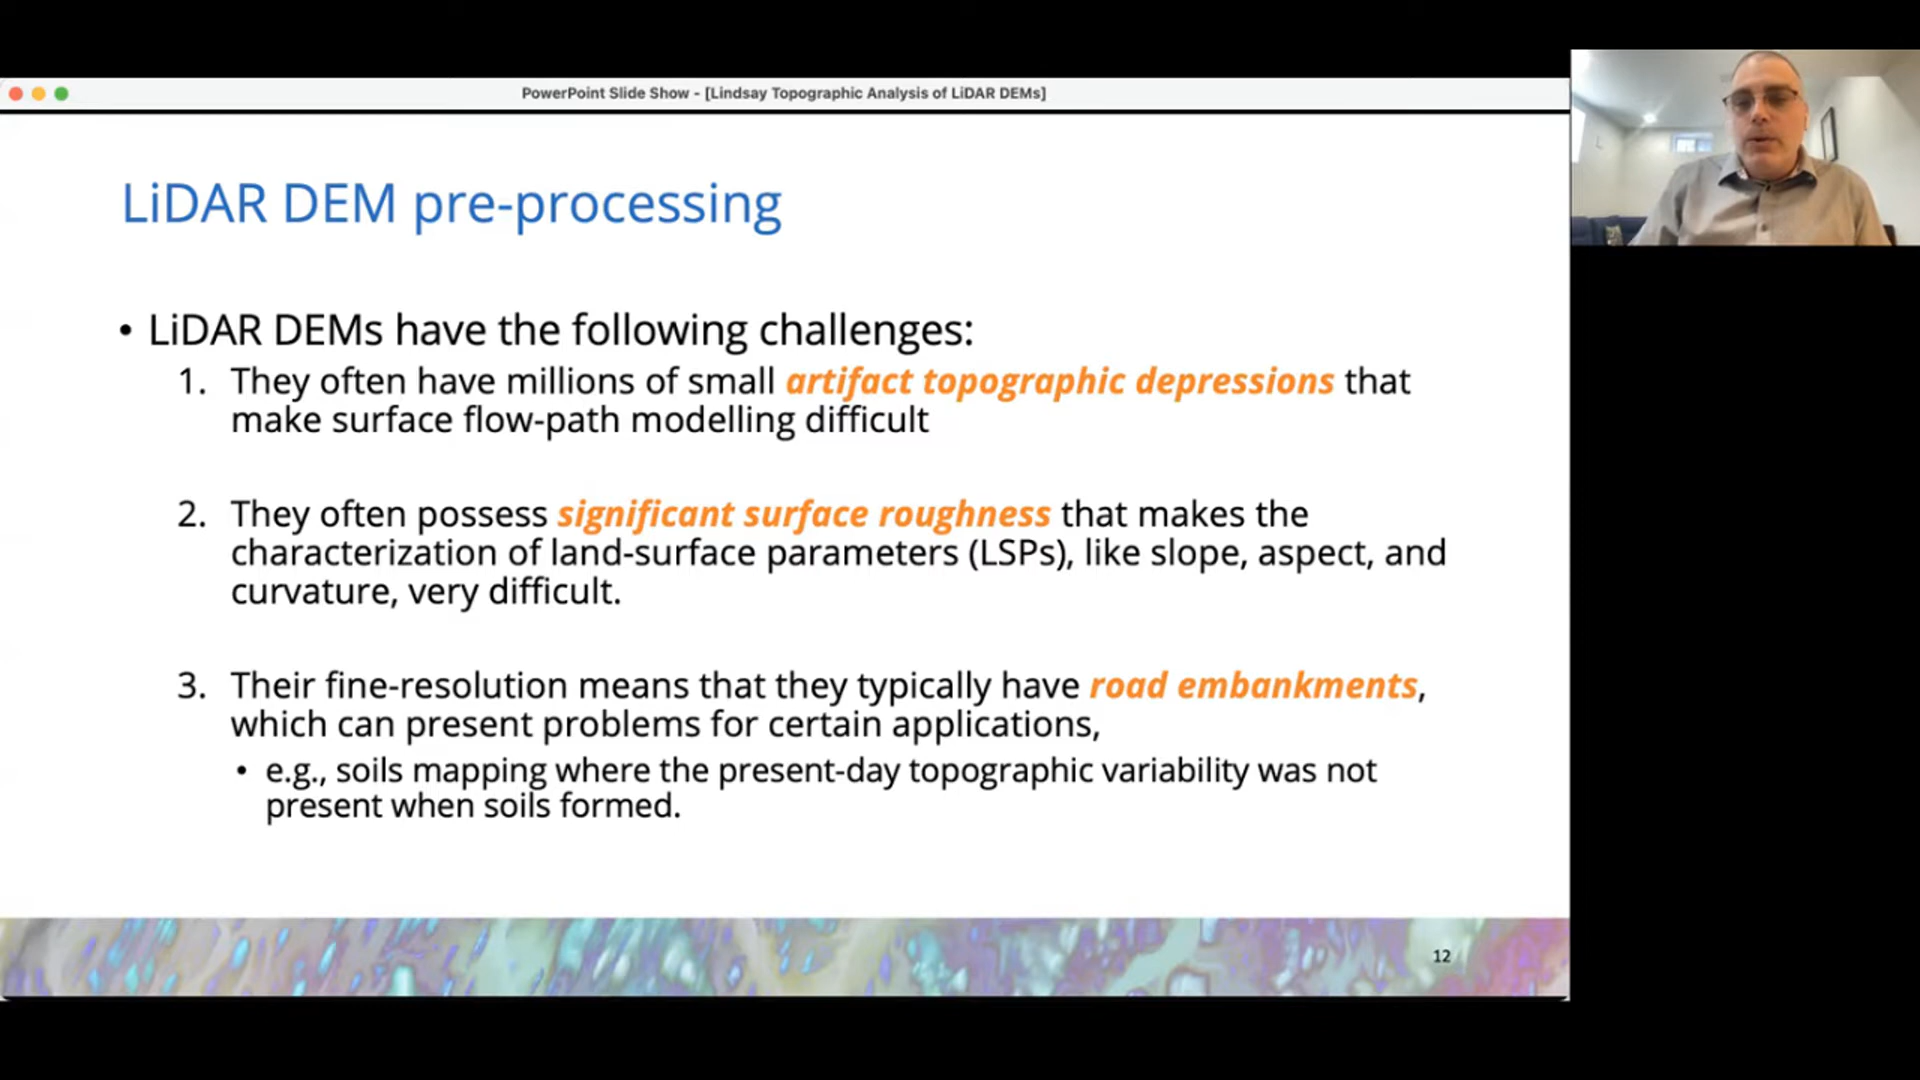 PowerPoint Slide Show - [Lindsay Topographic Analysis of LiDAR DEMs]
LiDAR DEM pre-processing
• LiDAR DEMs have the following challenges:
1. They often have millions of small artifact topographic depressions that
make surface flow-path modelling difficult
2. They often possess significant surface roughness that makes the
characterization of land-surface parameters (LSPs), like slope, aspect, and
curvature, very difficult.
3. Their fine-resolution means that they typically have road embankments,
which can present problems for certain applications,
• e.g., soils mapping where the present-day topographic variability was not
present when soils formed.
12